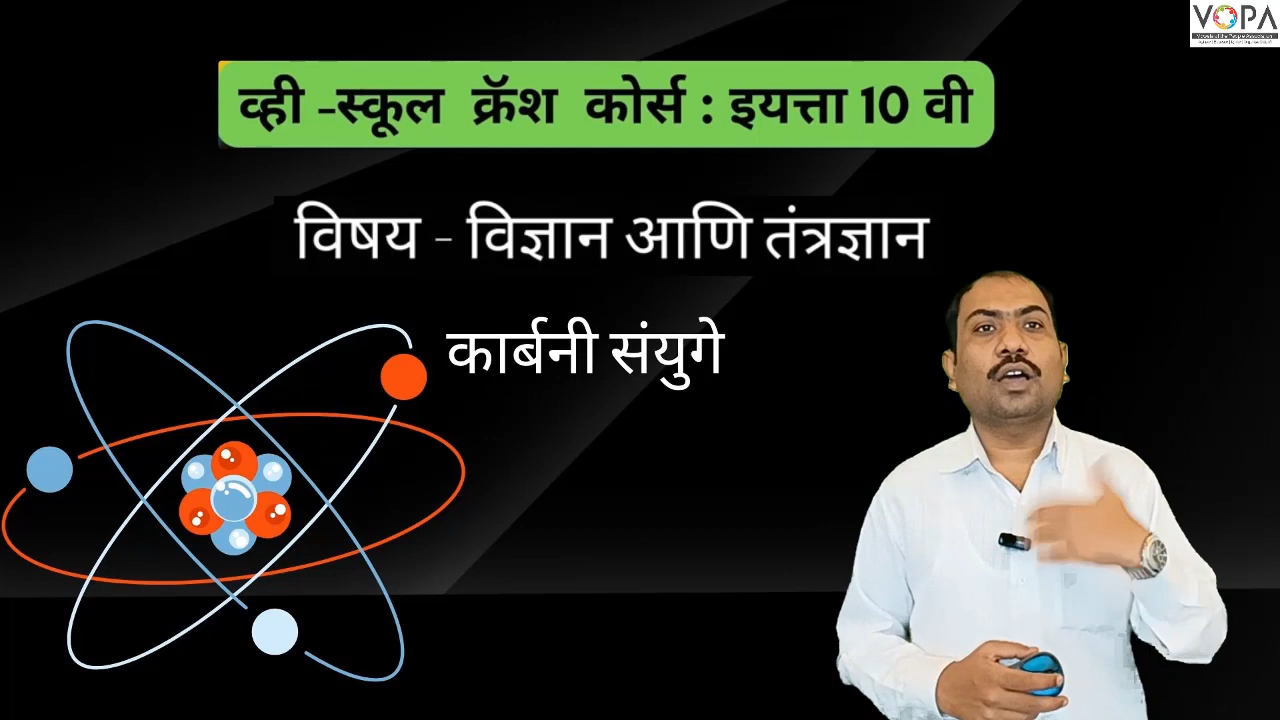 VOPA
व्ही -स्कूल क्रॅश कोर्स : इयत्ता 10 वी
विषय - विज्ञान आणि तंत्रज्ञान
कार्बनी संयुगे